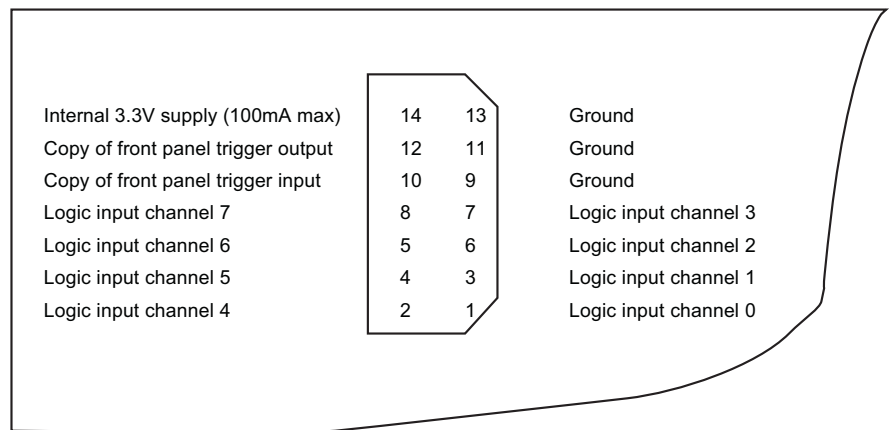 Internal 3.3V supply (100mA max) 14 13 Ground
Copy of front panel trigger output 12 11 Ground
Copy of front panel trigger input 10 9 Ground
Logic input channel 7 8 7 Logic input channel 3
Logic input channel 6 5 6 Logic input channel 2
Logic input channel 5 4 3 Logic input channel 1
Logic input channel 4 2 1 Logic input channel 0